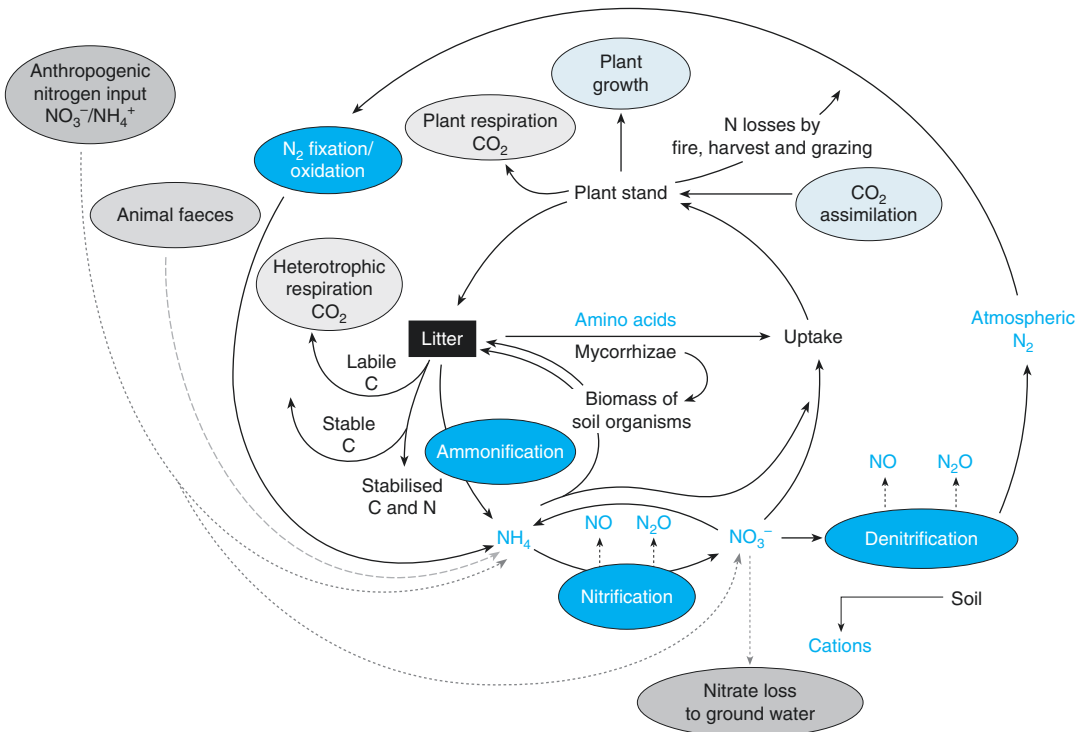 Anthropogenic
nitrogen input
NO₃⁻/NH₄⁺
Plant
growth
Plant respiration
CO₂
N losses by
fire, harvest and grazing
N₂ fixation/
oxidation
Plant stand
CO₂
assimilation
Animal faeces
Heterotrophic
respiration
CO₂
Litter
Amino acids
Mycorrhizae
Uptake
Atmospheric
N₂
Labile
C
Biomass of
soil organisms
Stable
C
Ammonification
Stabilised
C and N
NO
N₂O
NH₄
NO
N₂O
NO₃⁻
Denitrification
Nitrification
Soil
Cations
Nitrate loss
to ground water